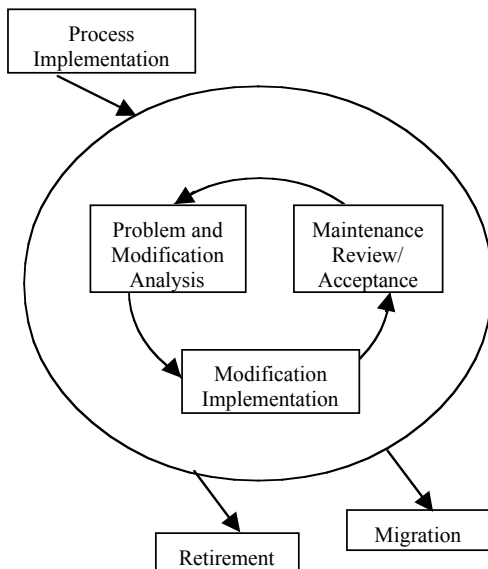 Process
Implementation
Problem and
Modification
Analysis
Maintenance
Review/
Acceptance
Modification
Implementation
Migration
Retirement